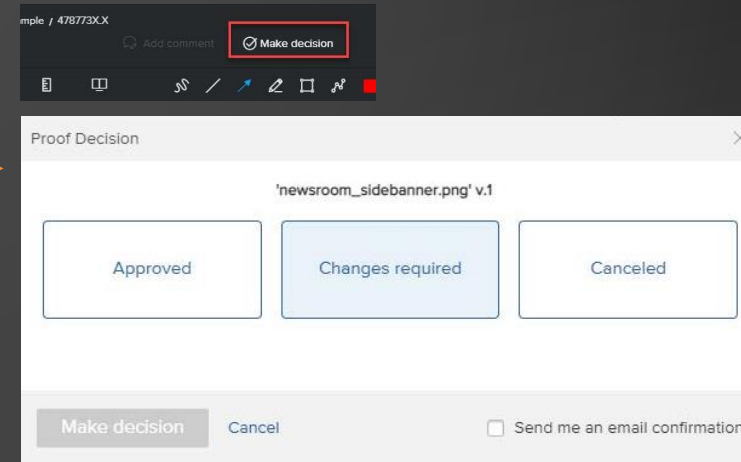 mple / 478773X.X
Add comment Make decision
Proof Decision
'newsroom_sidebanner.png' v.1
Approved Changes required Canceled
Make decision Cancel Send me an email confirmation